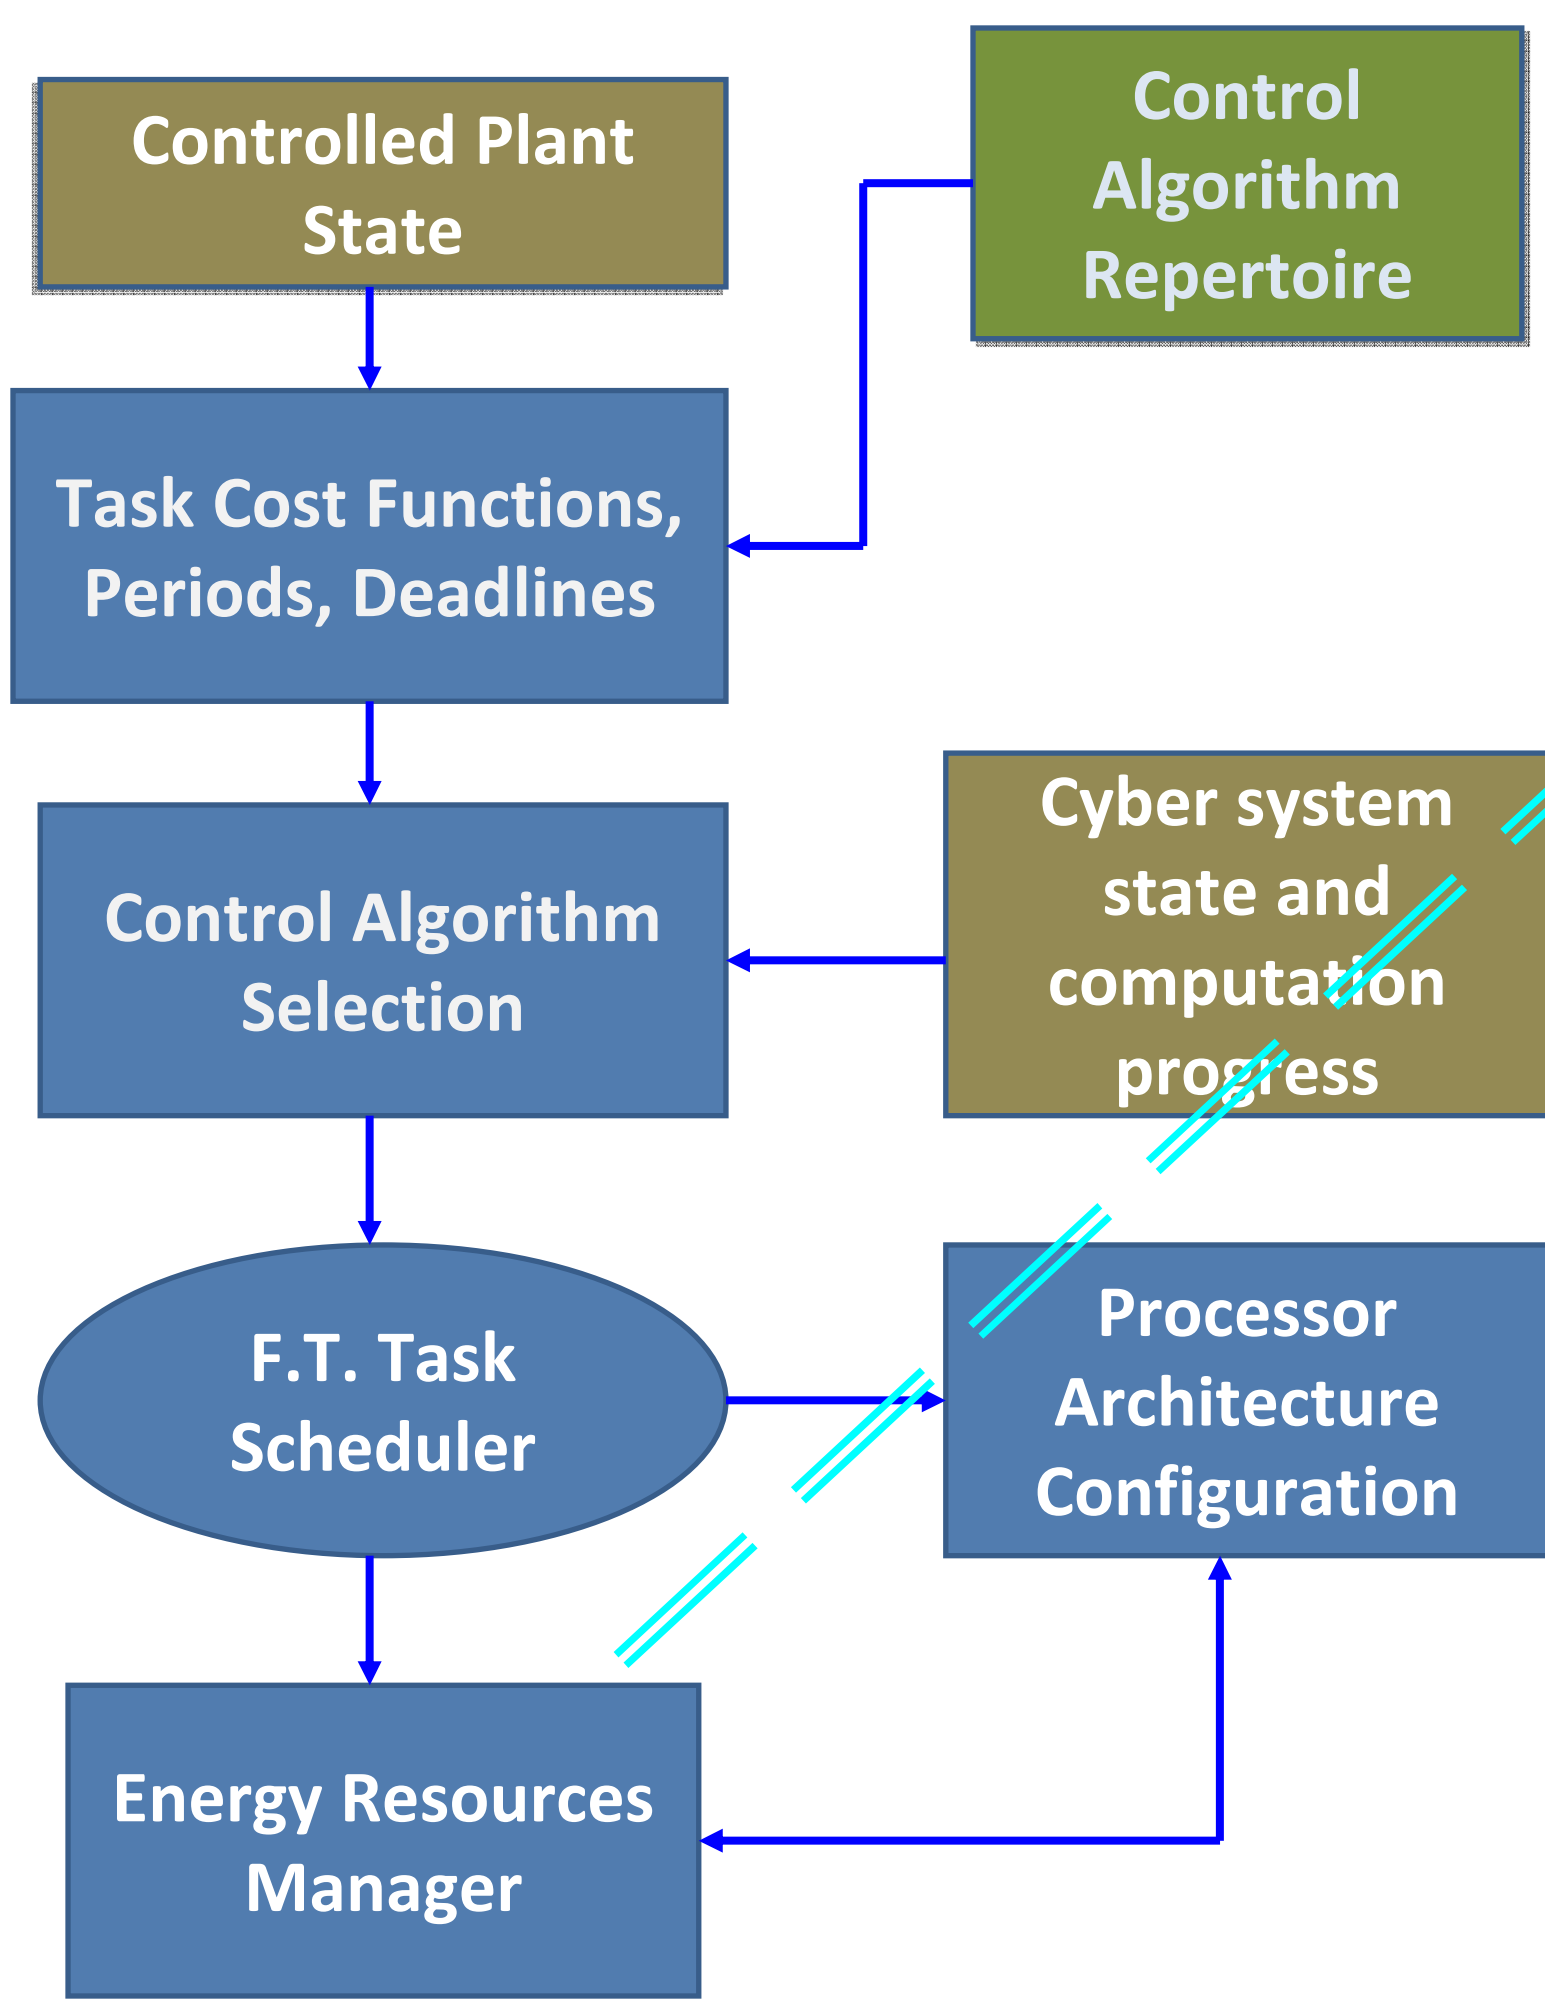 Controlled Plant
State
Control
Algorithm
Repertoire
Task Cost Functions,
Periods, Deadlines
Control Algorithm
Selection
Cyber system
state and
computation
progress
F.T. Task
Scheduler
Processor
Architecture
Configuration
Energy Resources
Manager